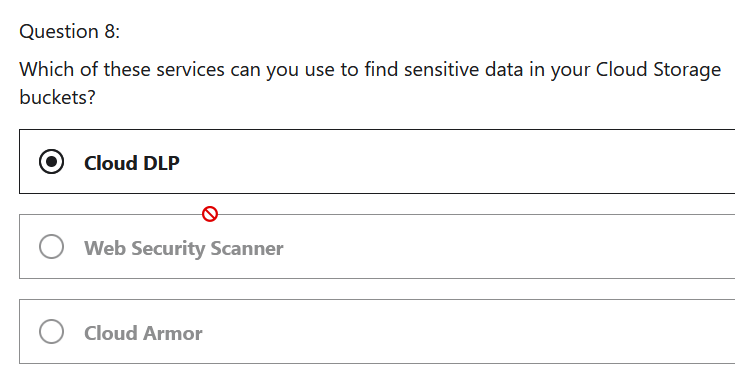 Question 8:
Which of these services can you use to find sensitive data in your Cloud Storage
buckets?
Cloud DLP
Web Security Scanner
Cloud Armor